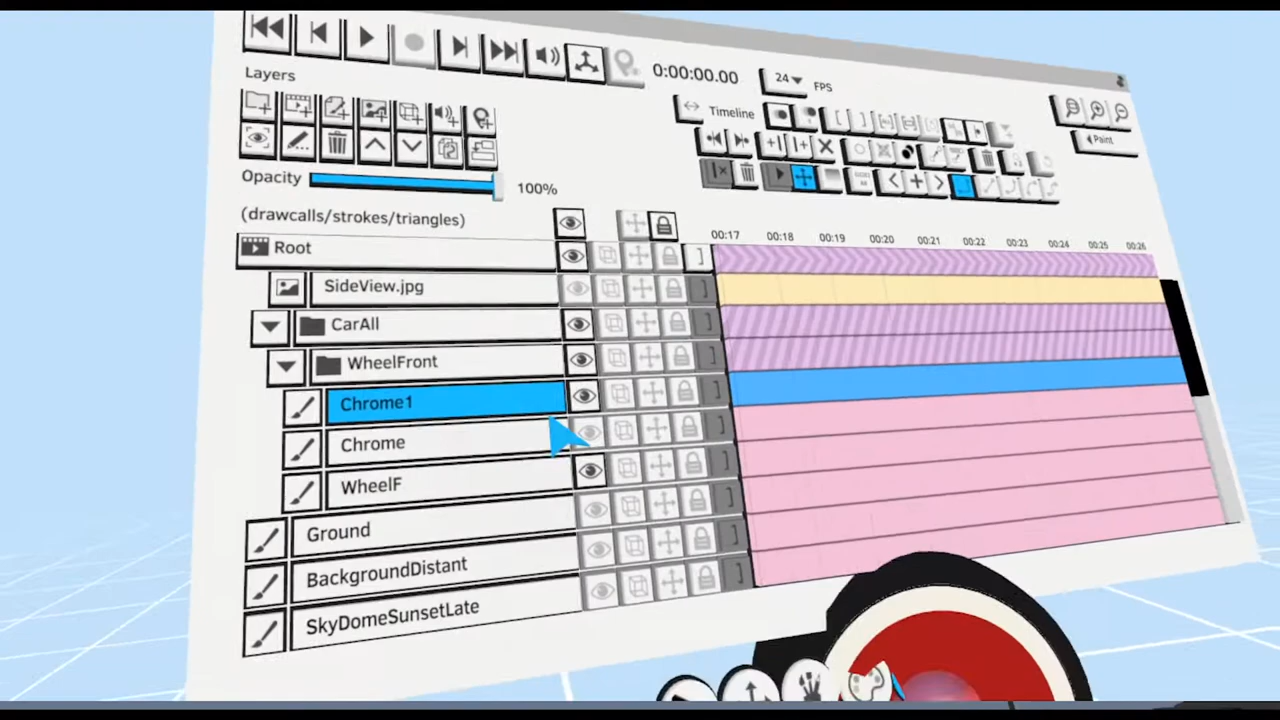 0:00:00.00
24
FPS
Layers
Timeline
Paint
Opacity
100%
(drawcalls/strokes/triangles)
00:17 00:18 00:19 00:20 00:21 00:22 00:23 00:24 00:25 00:26
Root
SideView.jpg
CarAll
WheelFront
Chrome1
Chrome
WheelF
Ground
BackgroundDistant
SkyDomeSunsetLate